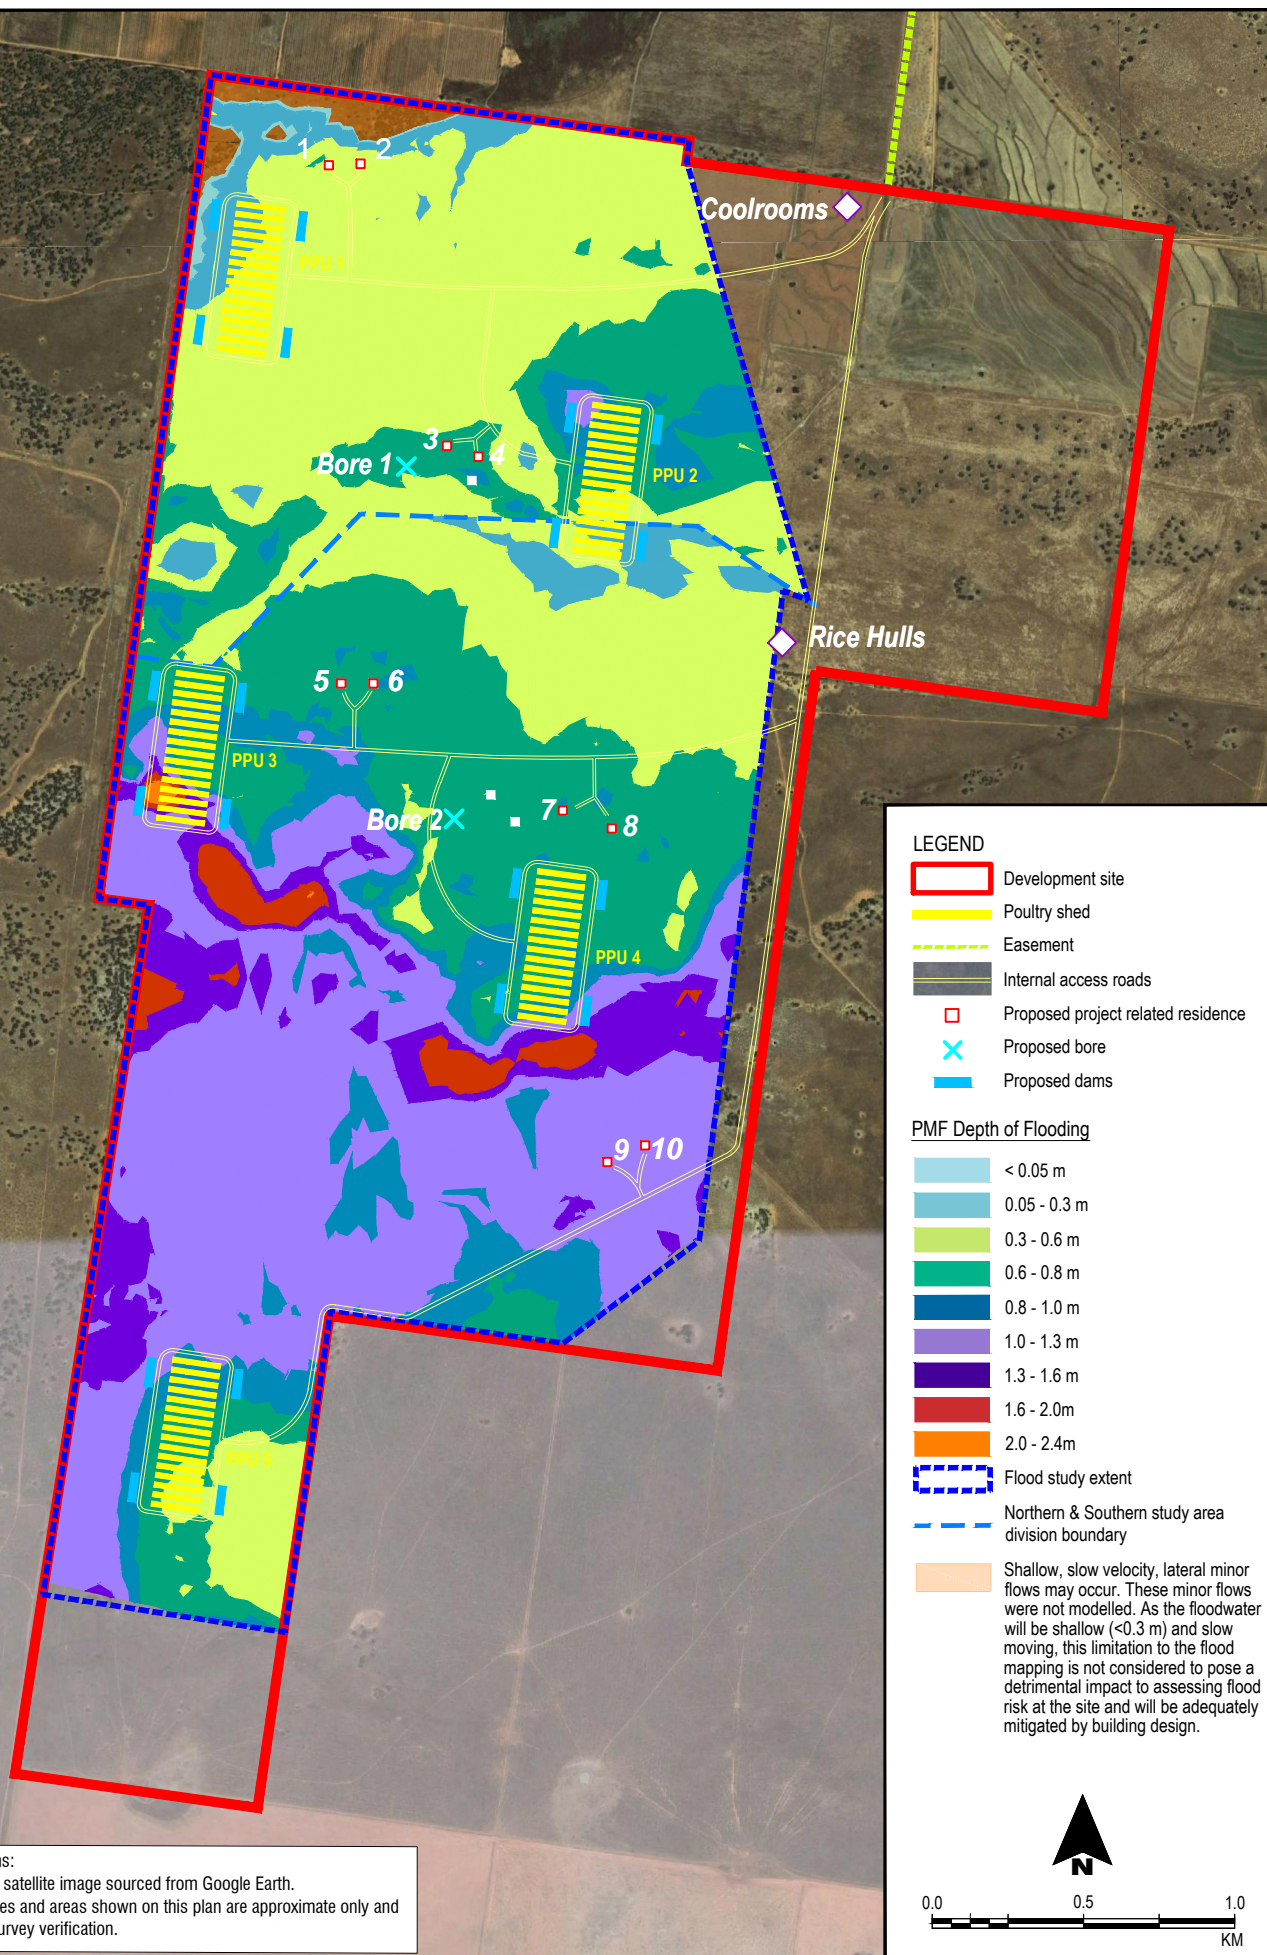 1
2
Coolrooms
PPU 1
3
4
Bore 1
PPU 2
Rice Hulls
5
6
PPU 3
7
8
Bore 2
PPU 4
9
10
PPU 5
LEGEND
Development site
Poultry shed
Easement
Internal access roads
Proposed project related residence
Proposed bore
Proposed dams
PMF Depth of Flooding
< 0.05 m
0.05 - 0.3 m
0.3 - 0.6 m
0.6 - 0.8 m
0.8 - 1.0 m
1.0 - 1.3 m
1.3 - 1.6 m
1.6 - 2.0m
2.0 - 2.4m
Flood study extent
Northern & Southern study area
division boundary
Shallow, slow velocity, lateral minor
flows may occur. These minor flows
were not modelled. As the floodwater
will be shallow (<0.3 m) and slow
moving, this limitation to the flood
mapping is not considered to pose a
detrimental impact to assessing flood
risk at the site and will be adequately
mitigated by building design.
N
0.0 0.5 1.0
KM
satellite image sourced from Google Earth.
and areas shown on this plan are approximate only and
verification.